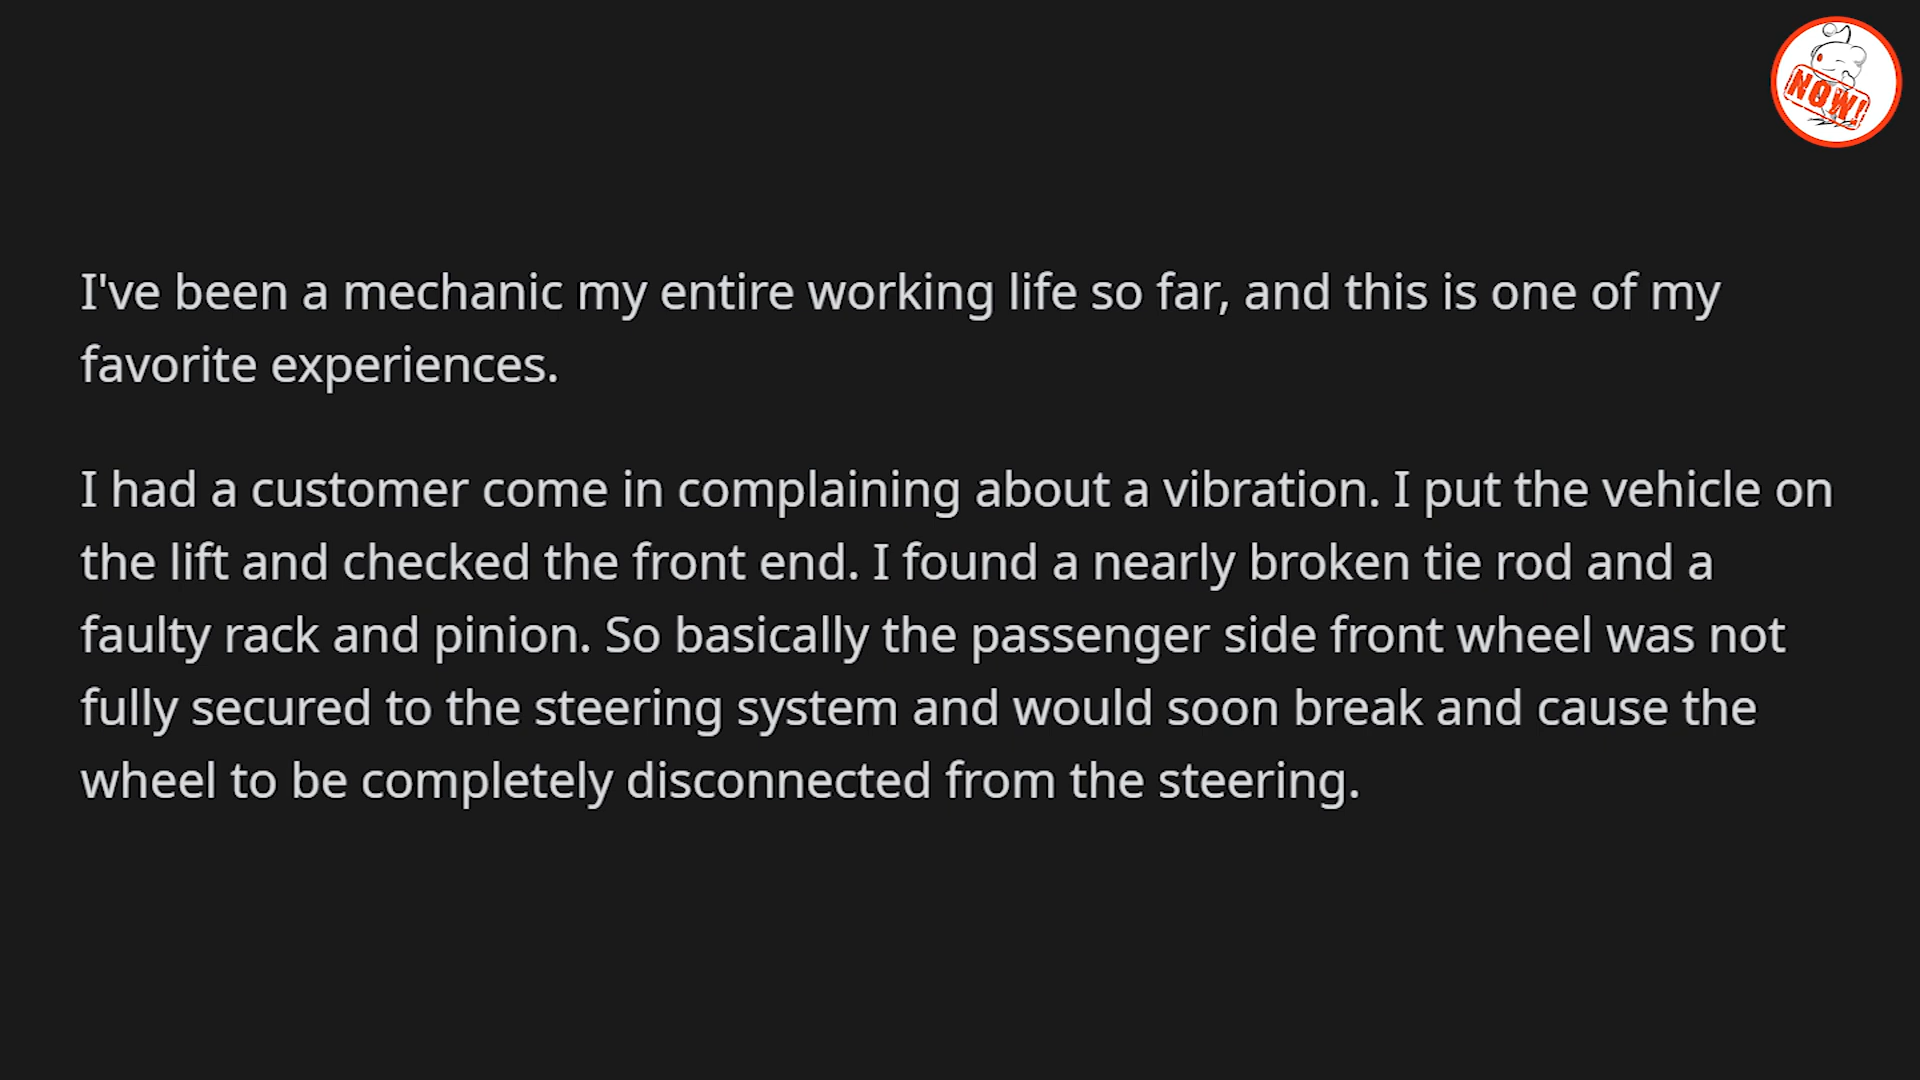 NOW!
I've been a mechanic my entire working life so far, and this is one of my
favorite experiences.
I had a customer come in complaining about a vibration. I put the vehicle on
the lift and checked the front end. I found a nearly broken tie rod and a
faulty rack and pinion. So basically the passenger side front wheel was not
fully secured to the steering system and would soon break and cause the
wheel to be completely disconnected from the steering.